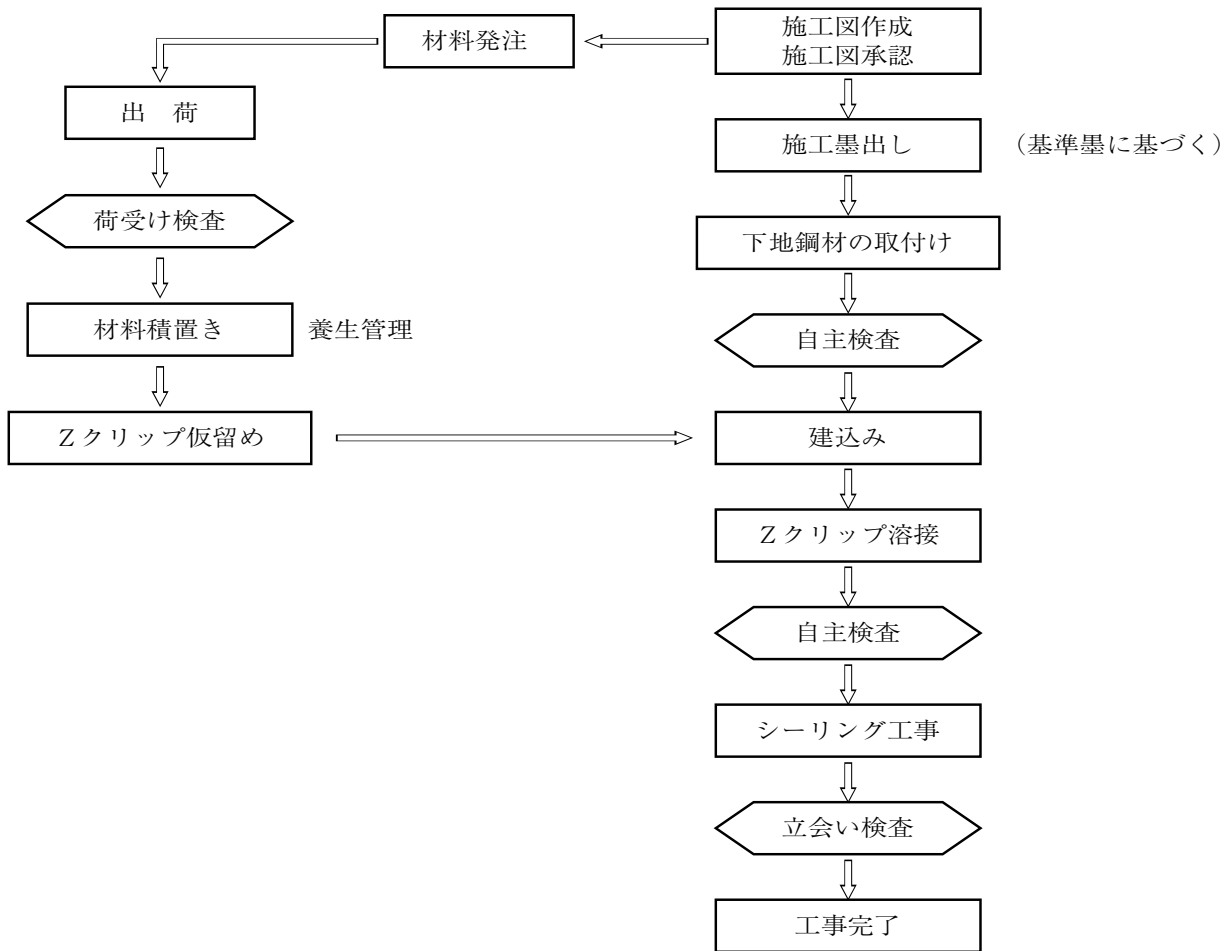 材料発注
施工図作成
施工図承認
出　荷
施工墨出し
（基準墨に基づく）
荷受け検査
下地鋼材の取付け
材料積置き
養生管理
自主検査
Ｚクリップ仮留め
建込み
Ｚクリップ溶接
自主検査
シーリング工事
立会い検査
工事完了